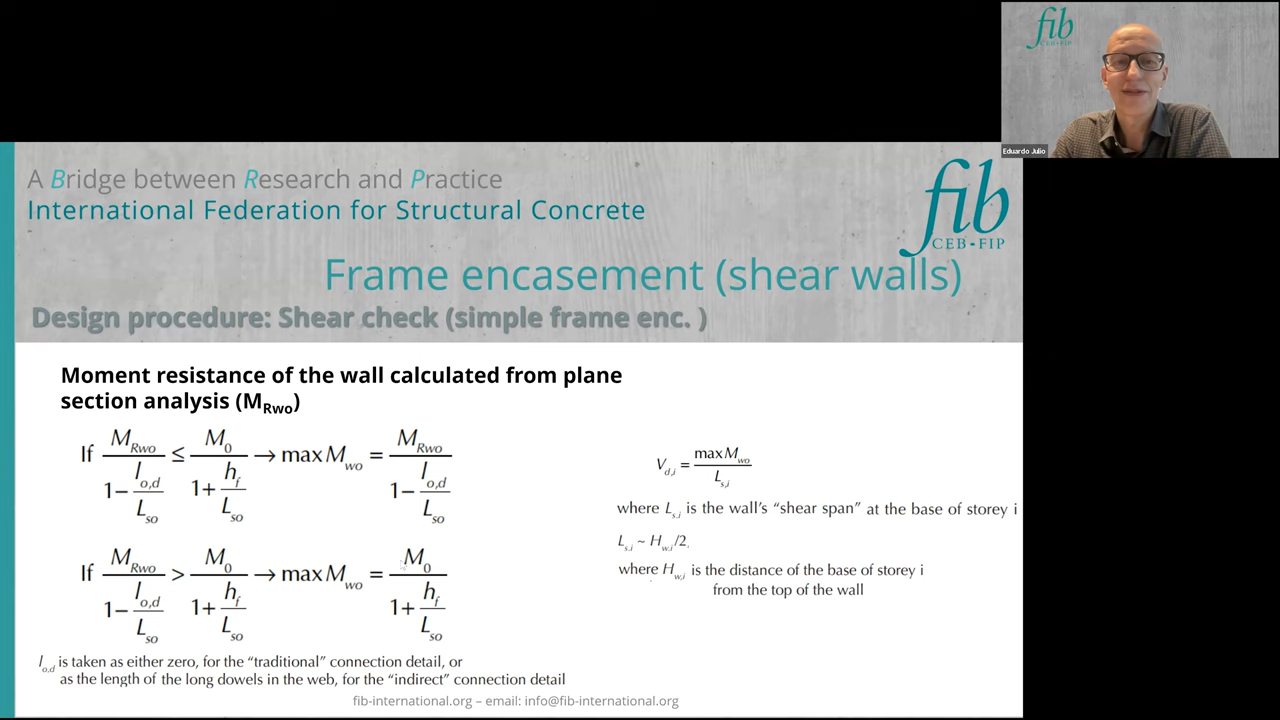 fib
CEB-FIP
Eduardo Julio
A Bridge between Research and Practice
International Federation for Structural Concrete
fib
CEB-FIP
Frame encasement (shear walls)
Design procedure: Shear check (simple frame enc. )
Moment resistance of the wall calculated from plane
section analysis (M_Rwo)
If M_Rwo / (1 − l_o,d / L_so) ≤ M_0 / (1 + h_f / L_so) → max M_wo = M_Rwo / (1 − l_o,d / L_so)
If M_Rwo / (1 − l_o,d / L_so) > M_0 / (1 + h_f / L_so) → max M_wo = M_0 / (1 + h_f / L_so)
l_o,d is taken as either zero, for the “traditional” connection detail, or
as the length of the long dowels in the web, for the “indirect” connection detail
V_d,i = max M_wo / L_s,i
where L_s,i is the wall’s “shear span” at the base of storey i
L_s,i ~ H_w,i /2,
where H_w,i is the distance of the base of storey i
from the top of the wall
fib-international.org – email: info@fib-international.org